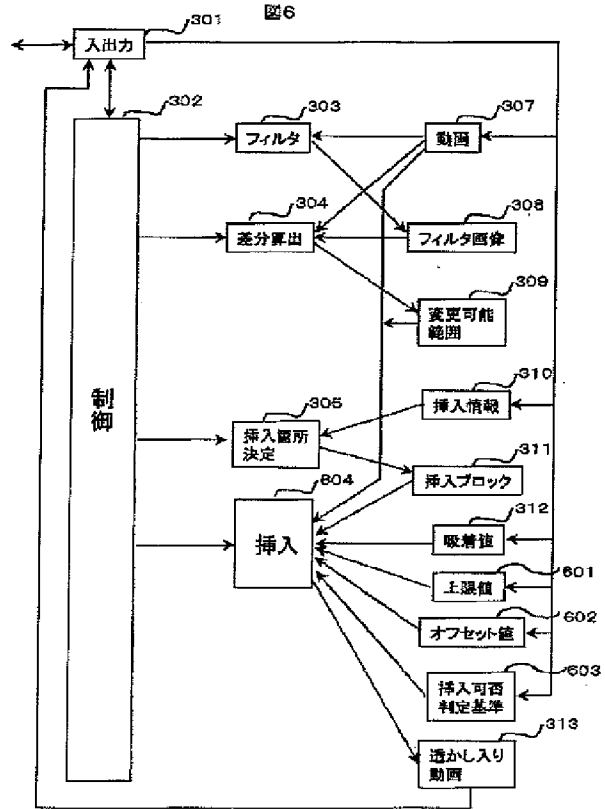 図6
301
入出力
302
制御
303
フィルタ
307
動画
304
差分算出
308
フィルタ画像
309
変更可能
範囲
310
挿入情報
305
挿入箇所
決定
311
挿入ブロック
604
挿入
312
吸着値
601
上限値
602
オフセット値
603
挿入可否
判定基準
313
透かし入り
動画